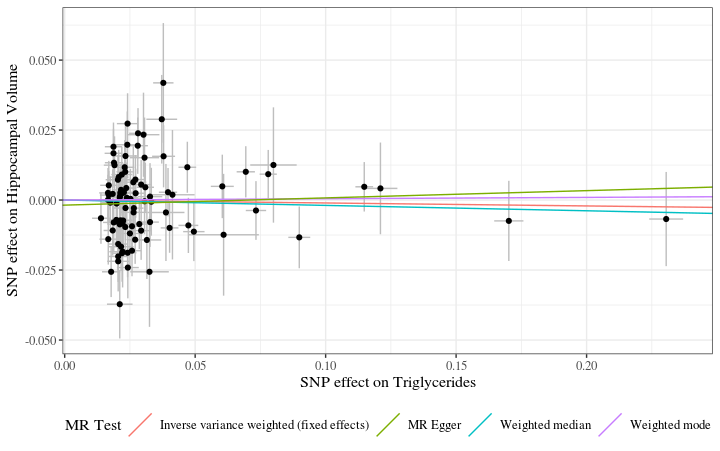 SNP effect on Hippocampal Volume
0.050
0.025
0.000
-0.025
-0.050
0.00 0.05 0.10 0.15 0.20
SNP effect on Triglycerides
MR Test Inverse variance weighted (fixed effects) MR Egger Weighted median Weighted mode